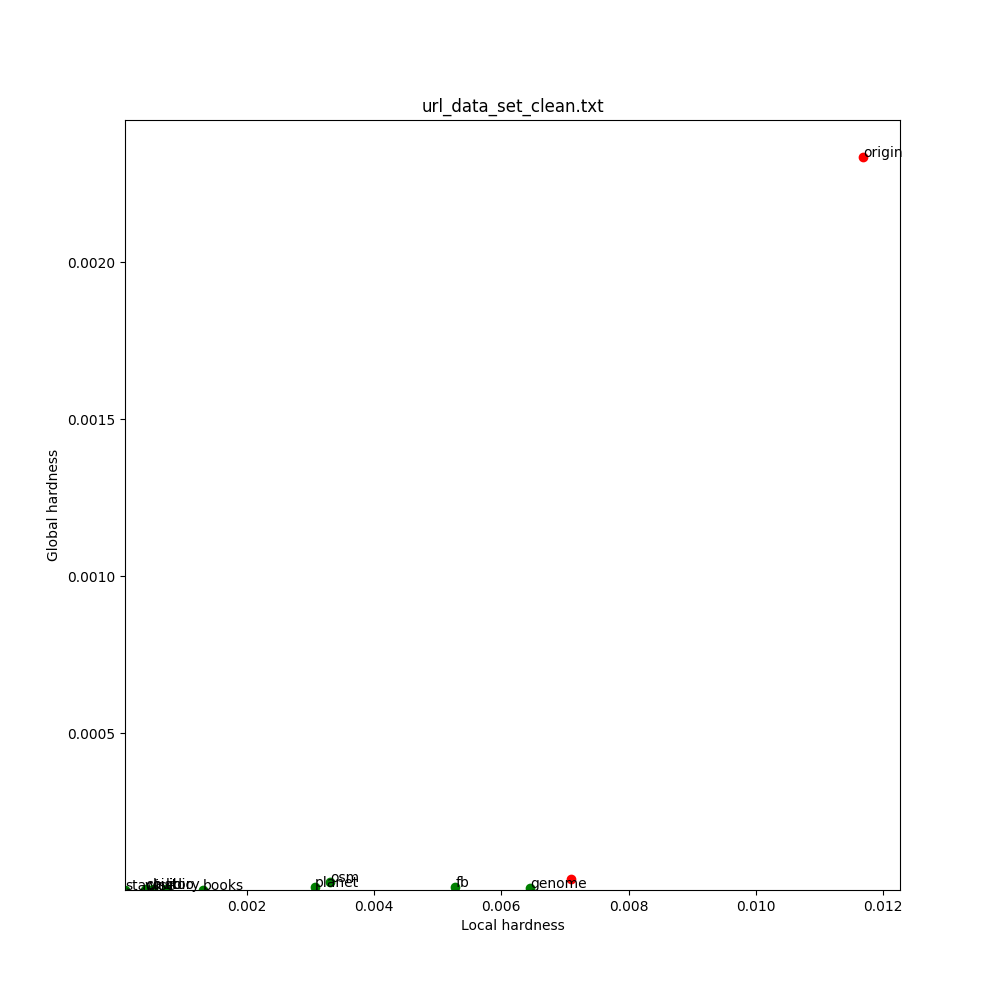 url_data_set_clean.txt
origin
0.0020
0.0015
Global hardness
0.0010
0.0005
osm
planet
fb
genome
books
0.002
0.004
0.006
0.008
0.010
0.012
Local hardness